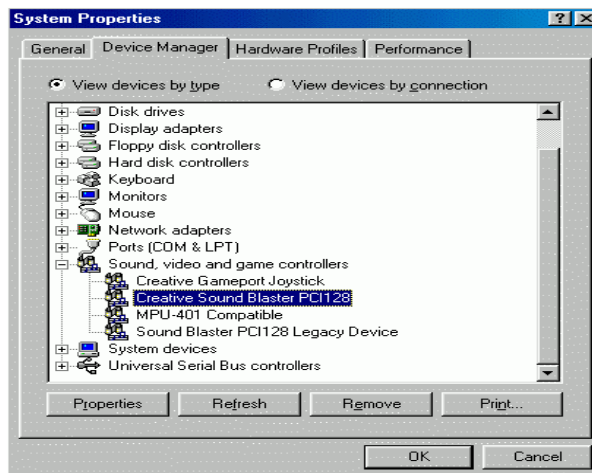 System Properties
General Device Manager Hardware Profiles Performance
View devices by type View devices by connection
Disk drives
Display adapters
Floppy disk controllers
Hard disk controllers
Keyboard
Monitors
Mouse
Network adapters
Ports (COM & LPT)
Sound, video and game controllers
Creative Gameport Joystick
Creative Sound Blaster PCI128
MPU-401 Compatible
Sound Blaster PCI128 Legacy Device
System devices
Universal Serial Bus controllers
Properties Refresh Remove Print...
OK Cancel